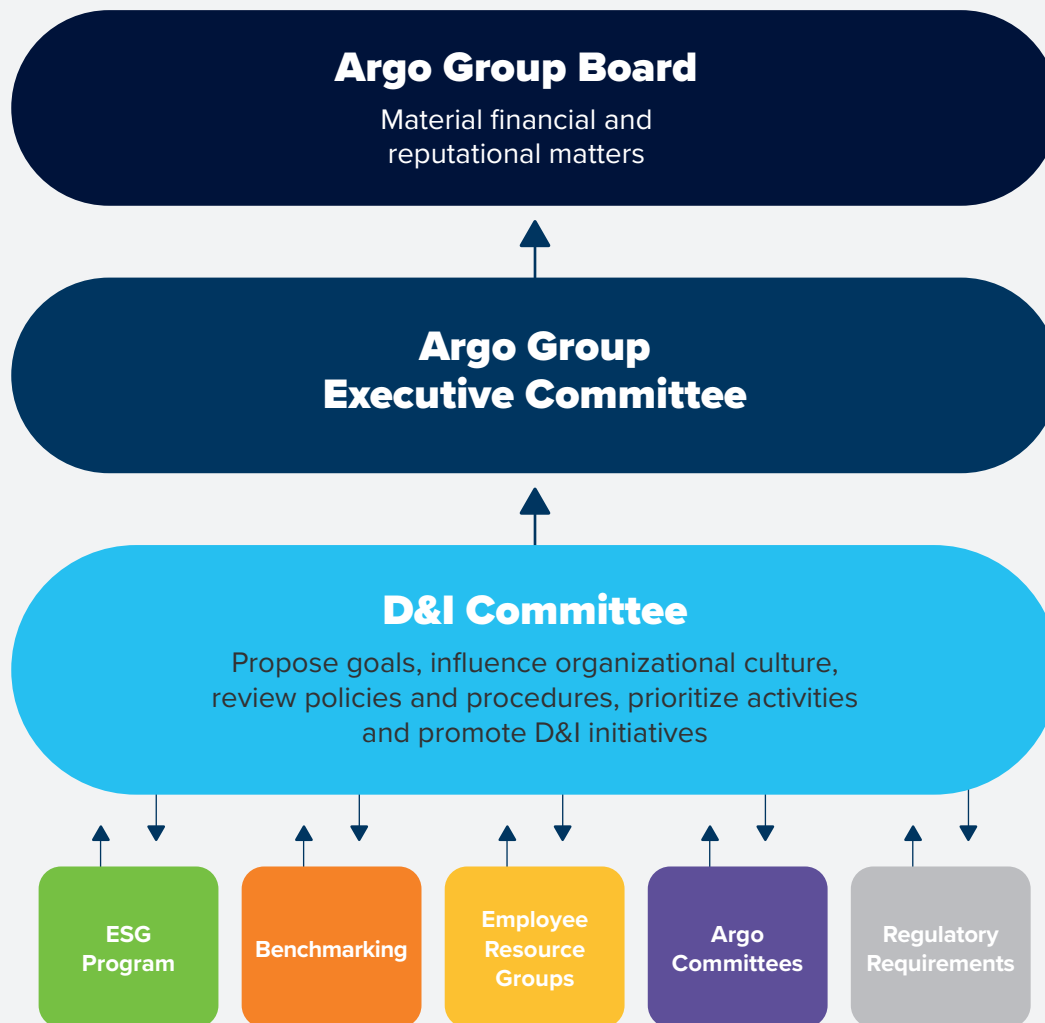 Argo Group Board
Material financial and
reputational matters
Argo Group
Executive Committee
D&I Committee
Propose goals, influence organizational culture,
review policies and procedures, prioritize activities
and promote D&I initiatives
ESG
Program
Benchmarking
Employee
Resource
Groups
Argo
Committees
Regulatory
Requirements